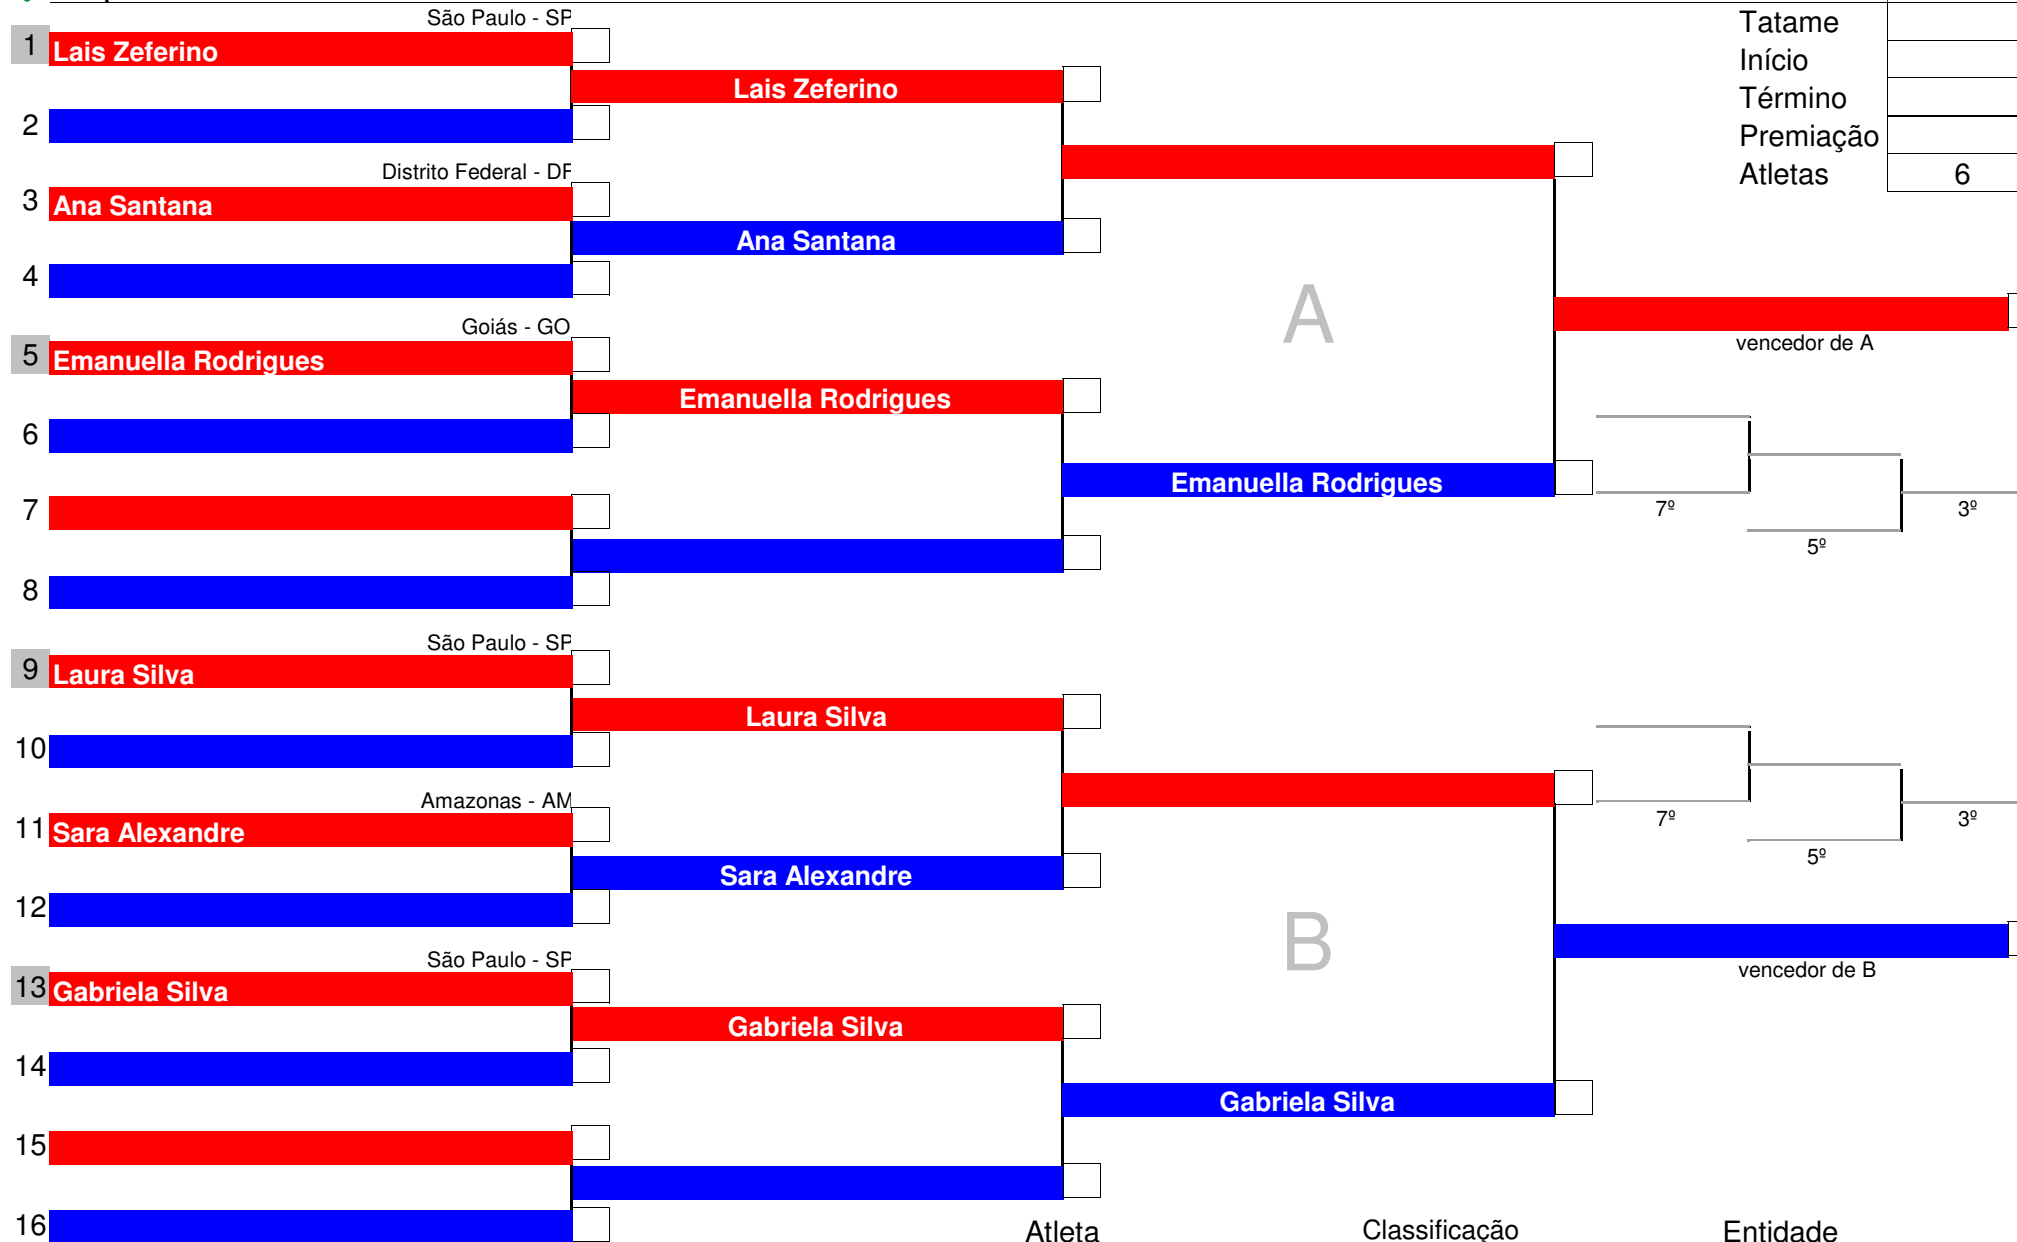 São Paulo - SP
1 Lais Zeferino
Lais Zeferino
2
Distrito Federal - DF
3 Ana Santana
Ana Santana
4
Goiás - GO
5 Emanuella Rodrigues
Emanuella Rodrigues
6
Emanuella Rodrigues
7
8
A
Tatame
Início
Término
Premiação
Atletas 6
vencedor de A
7º
3º
5º
São Paulo - SP
9 Laura Silva
Laura Silva
10
Amazonas - AM
11 Sara Alexandre
Sara Alexandre
12
São Paulo - SP
13 Gabriela Silva
Gabriela Silva
14
Gabriela Silva
15
16
B
7º
3º
5º
vencedor de B
Atleta Classificação Entidade